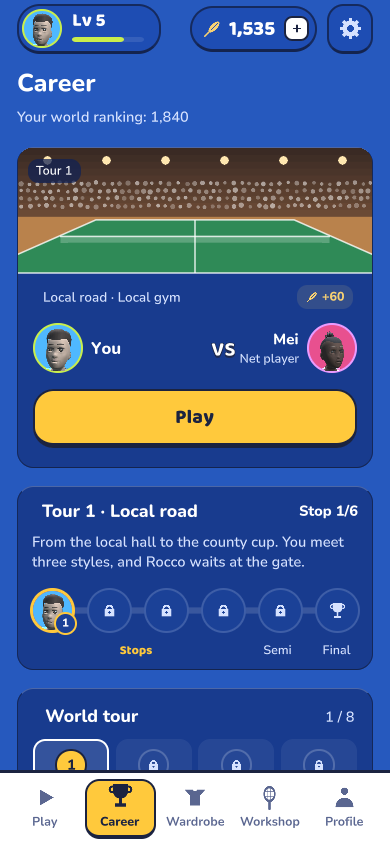 Lv 5
1,535
+
Career
Your world ranking: 1,840
Tour 1
Local road · Local gym
+60
You
VS
Mei
Net player
Play
Tour 1 · Local road
Stop 1/6
From the local hall to the county cup. You meet
three styles, and Rocco waits at the gate.
1
Stops
Semi
Final
World tour
1 / 8
1
Play
Career
Wardrobe
Workshop
Profile